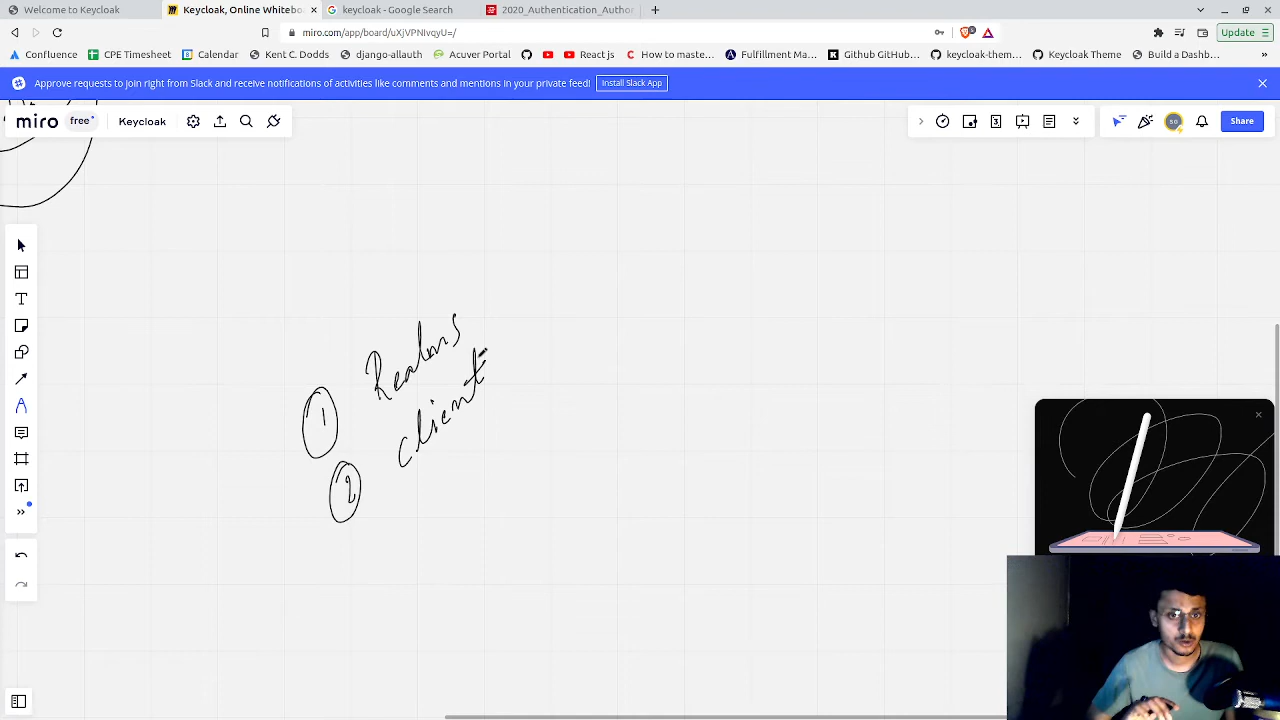 Welcome to Keycloak
Keycloak, Online Whiteboa
keycloak - Google Search
2020_Authentication_Author
miro.com/app/board/uXjVPNIvqyU=/
Update
Confluence
CPE Timesheet
Calendar
Kent C. Dodds
django-allauth
Acuver Portal
React js
How to maste...
Fulfillment Ma...
Github GitHub...
keycloak-them...
Keycloak Theme
Build a Dashb...
Approve requests to join right from Slack and receive notifications of activities like comments and mentions in your private feed!
Install Slack App
miro
free
Keycloak
3
SO
Share
Realms
1
client
2